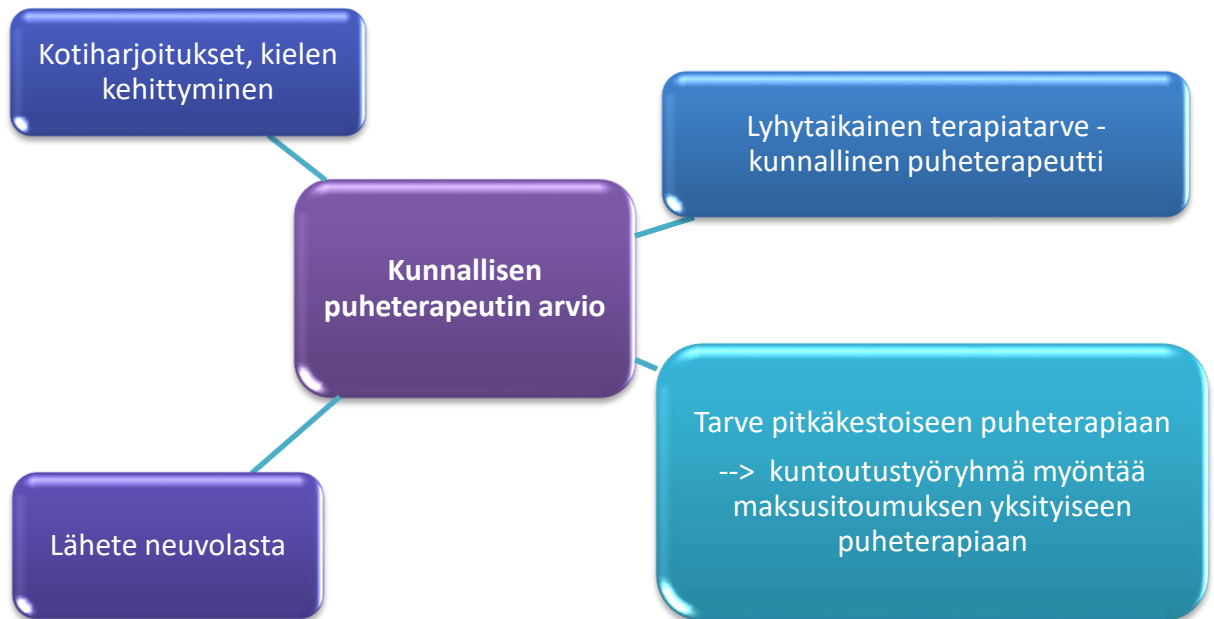 Kotiharjoitukset, kielen
kehittyminen
Lyhytaikainen terapiatarve -
kunnallinen puheterapeutti
Kunnallisen
puheterapeutin arvio
Tarve pitkäkestoiseen puheterapiaan
--> kuntoutustyöryhmä myöntää
maksusitoumuksen yksityiseen
puheterapiaan
Lähete neuvolasta